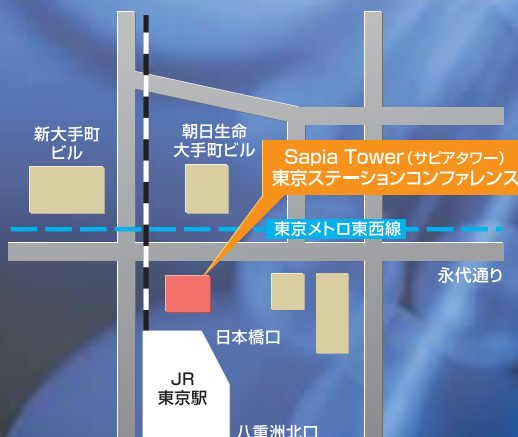 新大手町
ビル
朝日生命
大手町ビル
Sapia Tower（サピアタワー）
東京ステーションコンファレンス
東京メトロ東西線
永代通り
日本橋口
JR
東京駅
八重洲北口